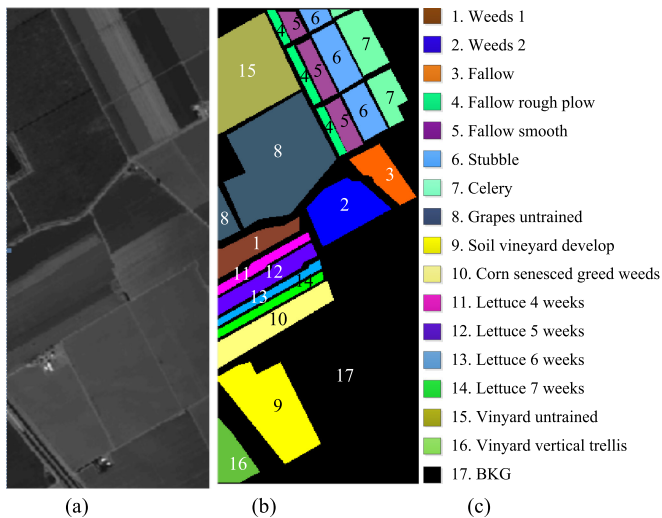 4 5 6
7
15 4 5 6
7
4 5 6
8
3
8 2
1
11 12
13 14
10
17
9
16
1. Weeds 1
2. Weeds 2
3. Fallow
4. Fallow rough plow
5. Fallow smooth
6. Stubble
7. Celery
8. Grapes untrained
9. Soil vineyard develop
10. Corn senesced greed weeds
11. Lettuce 4 weeks
12. Lettuce 5 weeks
13. Lettuce 6 weeks
14. Lettuce 7 weeks
15. Vinyard untrained
16. Vinyard vertical trellis
17. BKG
(a) (b) (c)